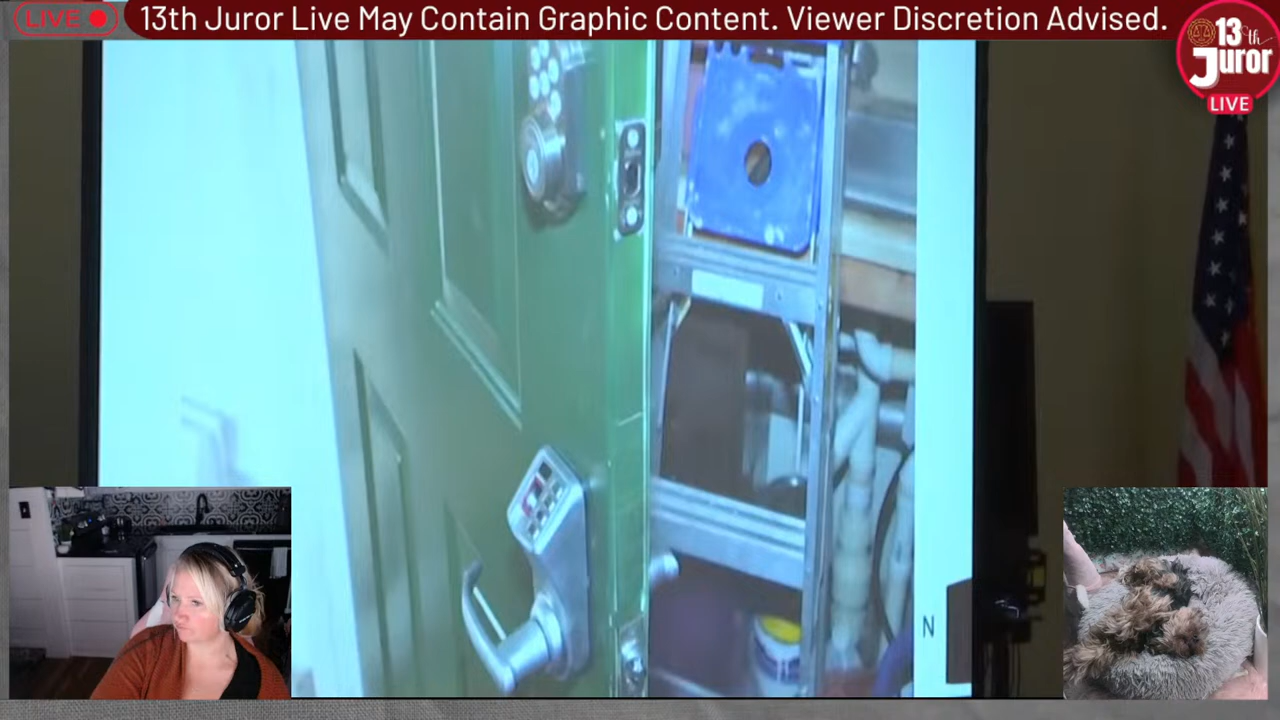 LIVE
13th Juror Live May Contain Graphic Content. Viewer Discretion Advised.
13th
Juror
LIVE
N